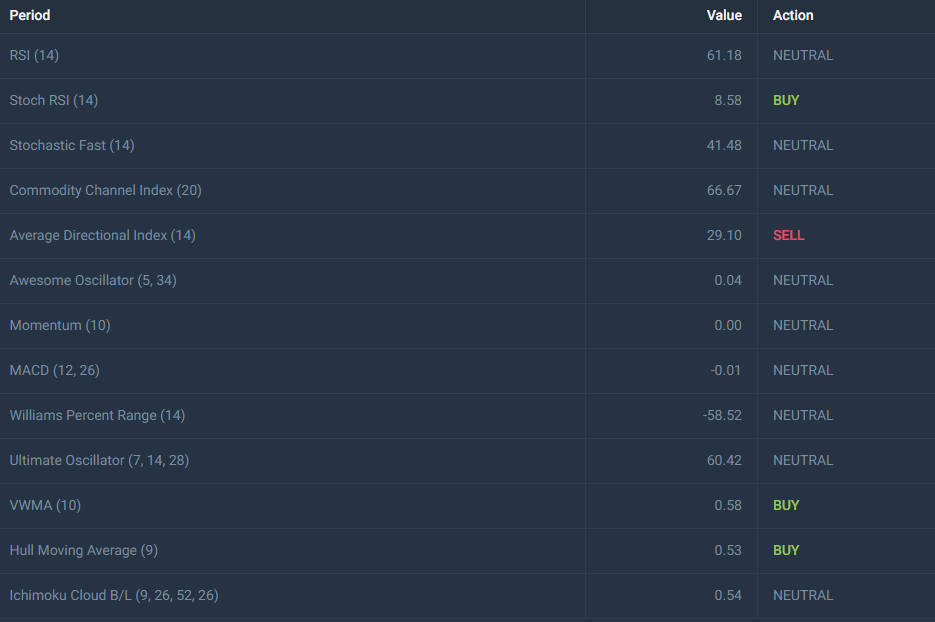 Period Value Action
RSI (14) 61.18 NEUTRAL
Stoch RSI (14) 8.58 BUY
Stochastic Fast (14) 41.48 NEUTRAL
Commodity Channel Index (20) 66.67 NEUTRAL
Average Directional Index (14) 29.10 SELL
Awesome Oscillator (5, 34) 0.04 NEUTRAL
Momentum (10) 0.00 NEUTRAL
MACD (12, 26) -0.01 NEUTRAL
Williams Percent Range (14) -58.52 NEUTRAL
Ultimate Oscillator (7, 14, 28) 60.42 NEUTRAL
VWMA (10) 0.58 BUY
Hull Moving Average (9) 0.53 BUY
Ichimoku Cloud B/L (9, 26, 52, 26) 0.54 NEUTRAL